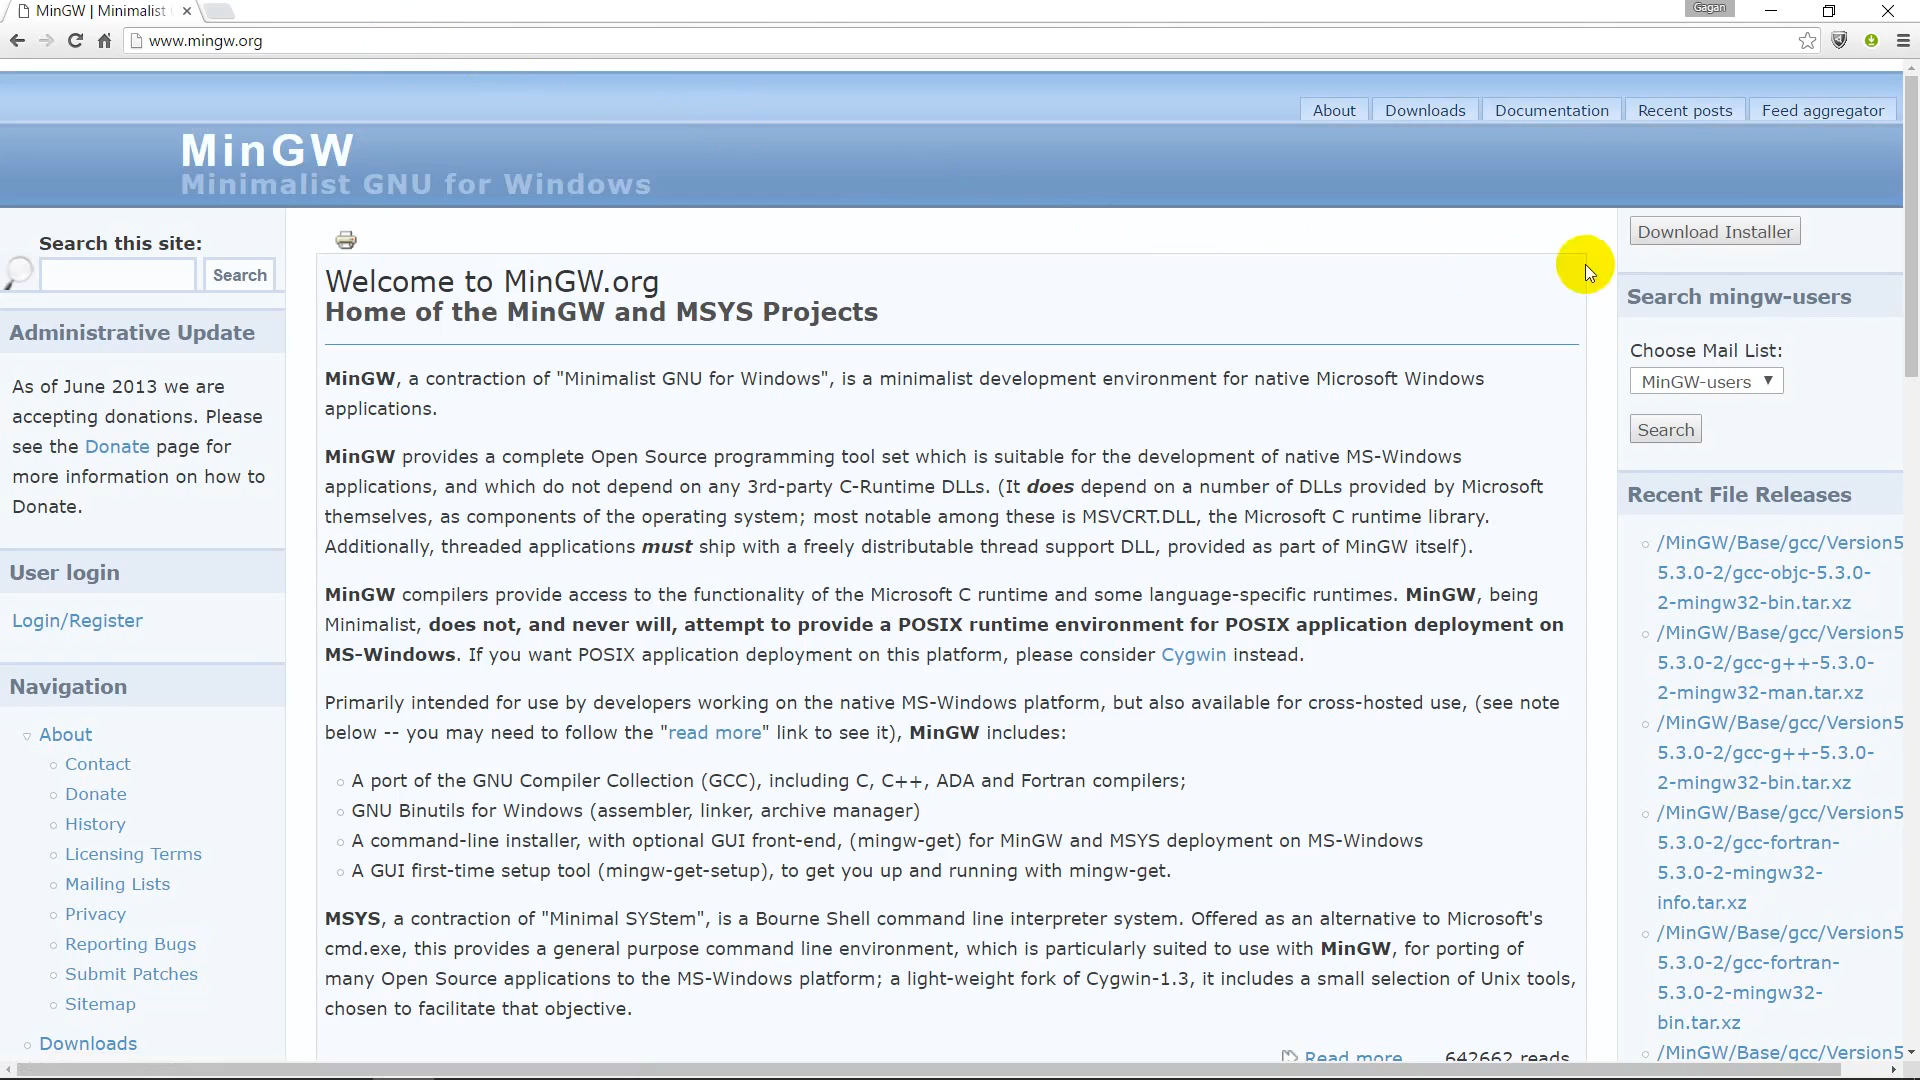 MinGW | Minimalist
Gagan
www.mingw.org
About
Downloads
Documentation
Recent posts
Feed aggregator
MinGW
Minimalist GNU for Windows
Search this site:
Search
Administrative Update
As of June 2013 we are
accepting donations. Please
see the Donate page for
more information on how to
Donate.
User login
Login/Register
Navigation
About
Contact
Donate
History
Licensing Terms
Mailing Lists
Privacy
Reporting Bugs
Submit Patches
Sitemap
Downloads
Welcome to MinGW.org
Home of the MinGW and MSYS Projects
MinGW, a contraction of "Minimalist GNU for Windows", is a minimalist development environment for native Microsoft Windows
applications.
MinGW provides a complete Open Source programming tool set which is suitable for the development of native MS-Windows
applications, and which do not depend on any 3rd-party C-Runtime DLLs. (It does depend on a number of DLLs provided by Microsoft
themselves, as components of the operating system; most notable among these is MSVCRT.DLL, the Microsoft C runtime library.
Additionally, threaded applications must ship with a freely distributable thread support DLL, provided as part of MinGW itself).
MinGW compilers provide access to the functionality of the Microsoft C runtime and some language-specific runtimes. MinGW, being
Minimalist, does not, and never will, attempt to provide a POSIX runtime environment for POSIX application deployment on
MS-Windows. If you want POSIX application deployment on this platform, please consider Cygwin instead.
Primarily intended for use by developers working on the native MS-Windows platform, but also available for cross-hosted use, (see note
below -- you may need to follow the "read more" link to see it), MinGW includes:
A port of the GNU Compiler Collection (GCC), including C, C++, ADA and Fortran compilers;
GNU Binutils for Windows (assembler, linker, archive manager)
A command-line installer, with optional GUI front-end, (mingw-get) for MinGW and MSYS deployment on MS-Windows
A GUI first-time setup tool (mingw-get-setup), to get you up and running with mingw-get.
MSYS, a contraction of "Minimal SYStem", is a Bourne Shell command line interpreter system. Offered as an alternative to Microsoft's
cmd.exe, this provides a general purpose command line environment, which is particularly suited to use with MinGW, for porting of
many Open Source applications to the MS-Windows platform; a light-weight fork of Cygwin-1.3, it includes a small selection of Unix tools,
chosen to facilitate that objective.
Read more
642662 reads
Download Installer
Search mingw-users
Choose Mail List:
MinGW-users
Search
Recent File Releases
/MinGW/Base/gcc/Version5
5.3.0-2/gcc-objc-5.3.0-
2-mingw32-bin.tar.xz
/MinGW/Base/gcc/Version5
5.3.0-2/gcc-g++-5.3.0-
2-mingw32-man.tar.xz
/MinGW/Base/gcc/Version5
5.3.0-2/gcc-g++-5.3.0-
2-mingw32-bin.tar.xz
/MinGW/Base/gcc/Version5
5.3.0-2/gcc-fortran-
5.3.0-2-mingw32-
info.tar.xz
/MinGW/Base/gcc/Version5
5.3.0-2/gcc-fortran-
5.3.0-2-mingw32-
bin.tar.xz
/MinGW/Base/gcc/Version5